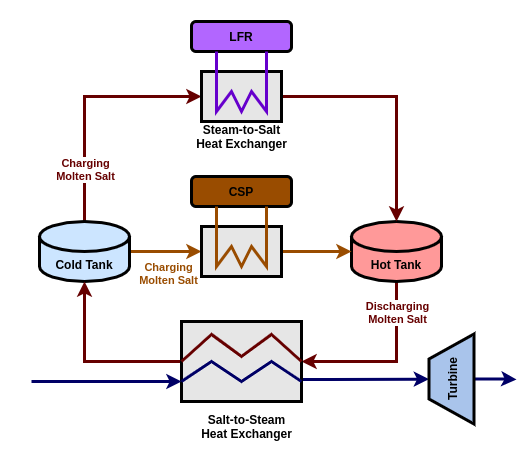 LFR
Steam-to-Salt
Heat Exchanger
Charging
Molten Salt
CSP
Cold Tank
Charging
Molten Salt
Hot Tank
Discharging
Molten Salt
Turbine
Salt-to-Steam
Heat Exchanger